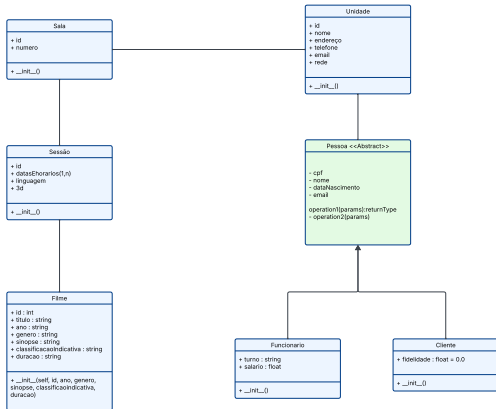 Sala
+ id
+ numero
+ __init__()
Unidade
+ id
+ nome
+ endereço
+ telefone
+ email
+ rede
+ __init__()
Sessão
+ id
+ datasEhorarios(1,n)
+ linguagem
+ 3d
+ __init__()
Pessoa <<Abstract>>
- cpf
- nome
- dataNascimento
- email
operation1(params):returnType
- operation2(params)
Filme
+ id : int
+ titulo : string
+ ano : string
+ genero : string
+ sinopse : string
+ classificacaoIndicativa : string
+ duracao : string
+ __init__(self, id, ano, genero,
sinopse, classificaoindicativa,
duracao)
Funcionario
+ turno : string
+ salario : float
+ __init__()
Cliente
+ fidelidade : float = 0.0
+ __init__()